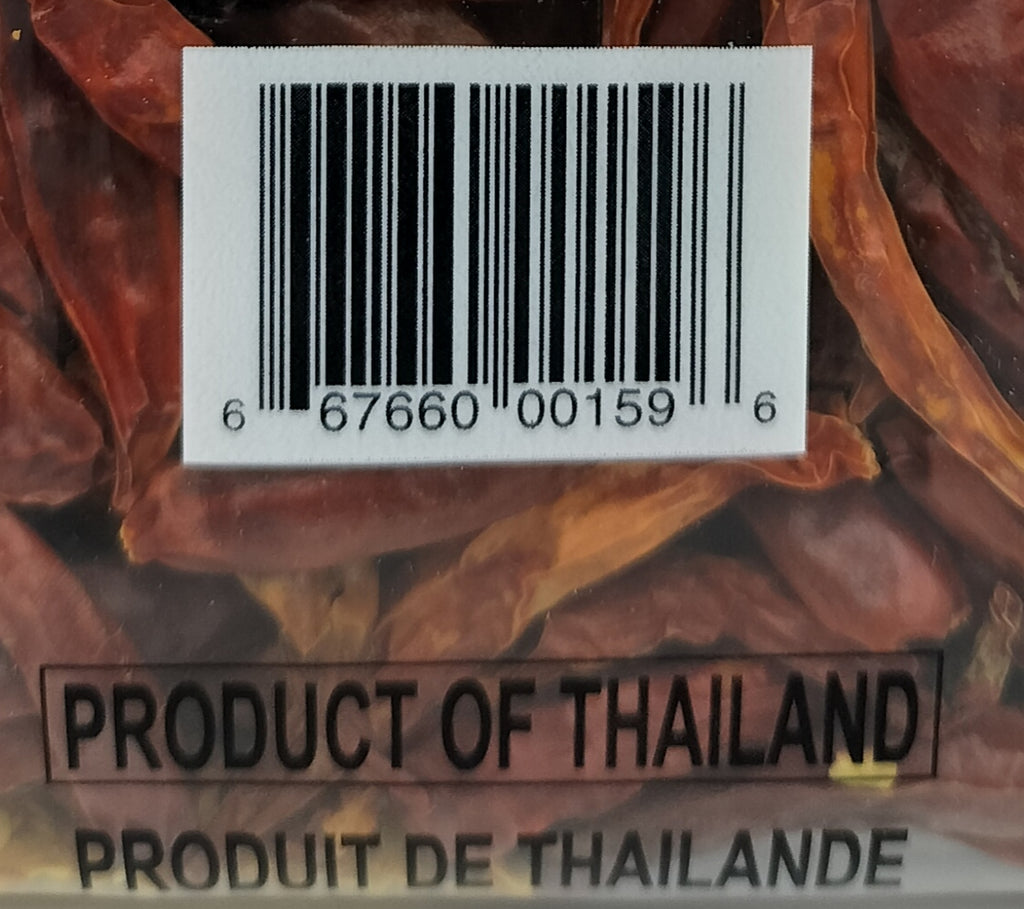 6 67660 00159 6
PRODUCT OF THAILAND
PRODUIT DE THAILANDE